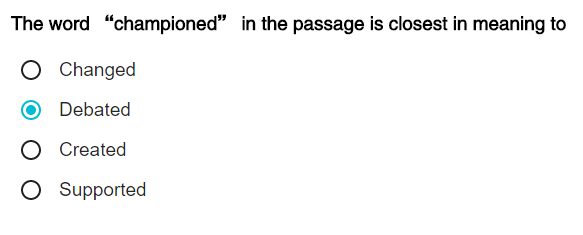 The word “championed” in the passage is closest in meaning to
Changed
Debated
Created
Supported